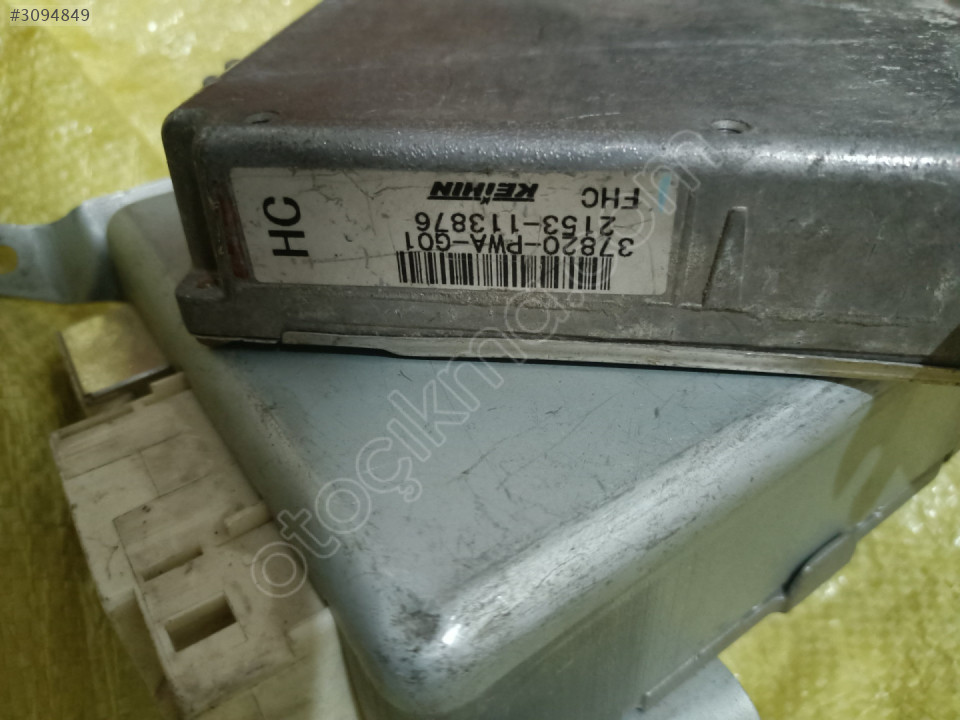 #3094849
HC
KEIHIN
FHC
2153-113876
37820-PWA-G01
otoçıkma.com